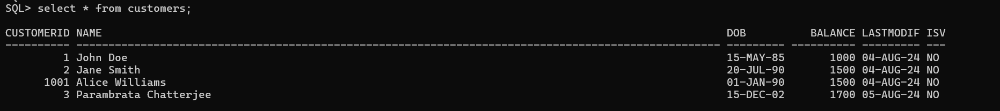 SQL> select * from customers;
CUSTOMERID NAME                                                                                                 DOB          BALANCE LASTMODIF ISV
---------- ---------------------------------------------------------------------------------------------------- --------- ---------- --------- ---
         1 John Doe                                                                                             15-MAY-85       1000 04-AUG-24 NO
         2 Jane Smith                                                                                           20-JUL-90       1500 04-AUG-24 NO
      1001 Alice Williams                                                                                       01-JAN-90       1500 04-AUG-24 NO
         3 Parambrata Chatterjee                                                                                15-DEC-02       1700 05-AUG-24 NO